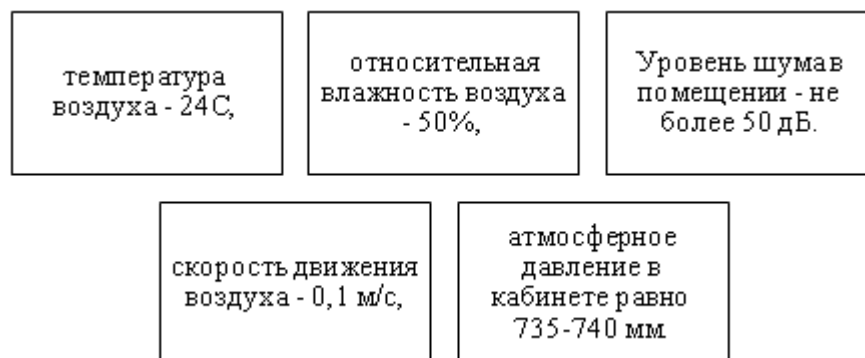 температура
воздуха - 24С,
относительная
влажность воздуха
- 50%,
Уровень шума в
помещении - не
более 50 дБ.
скорость движения
воздуха - 0,1 м/с,
атмосферное
давление в
кабинете равно
735-740 мм.